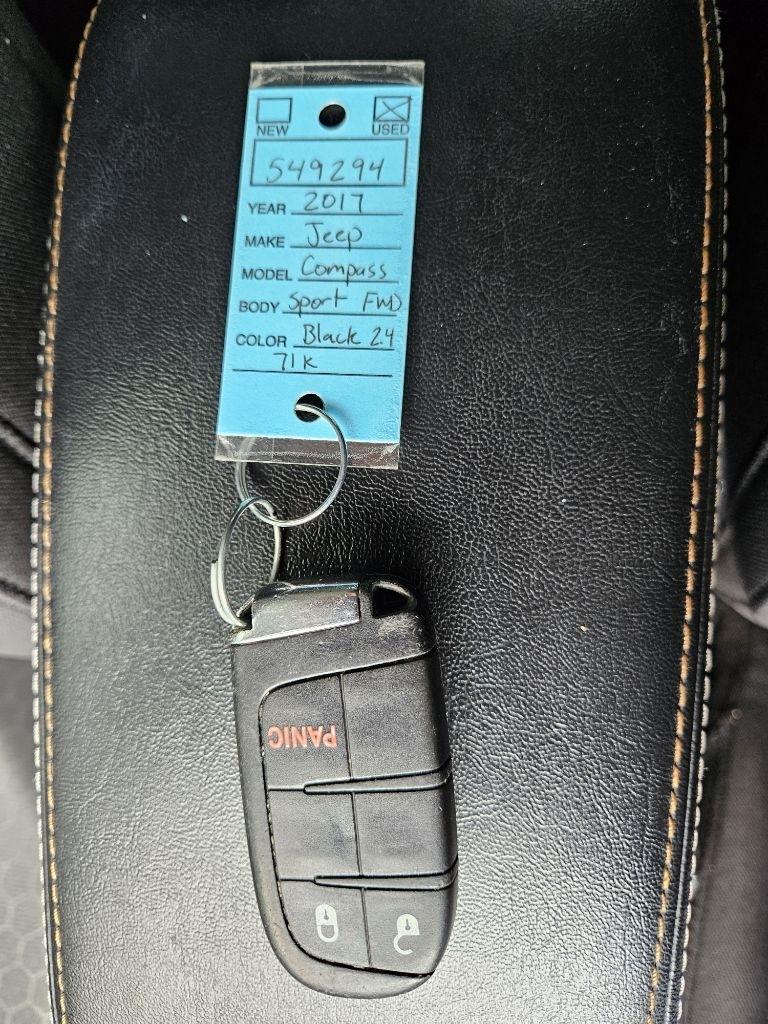 NEW USED
549294
YEAR 2017
MAKE Jeep
MODEL Compass
BODY Sport FWD
COLOR Black 2.4
71K
PANIC